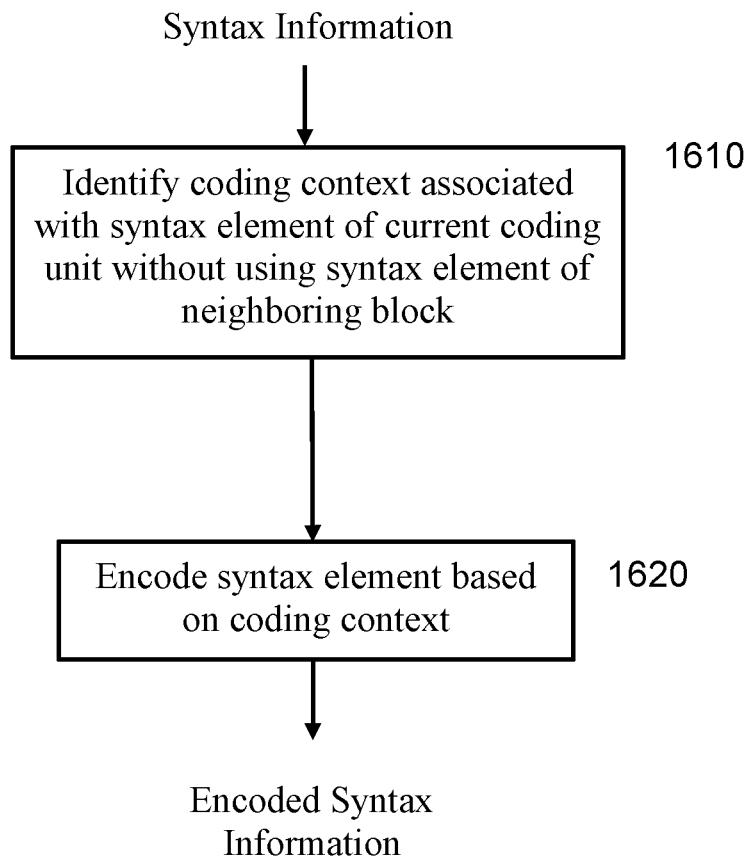 Syntax Information
1610
Identify coding context associated
with syntax element of current coding
unit without using syntax element of
neighboring block
Encode syntax element based
on coding context
1620
Encoded Syntax
Information